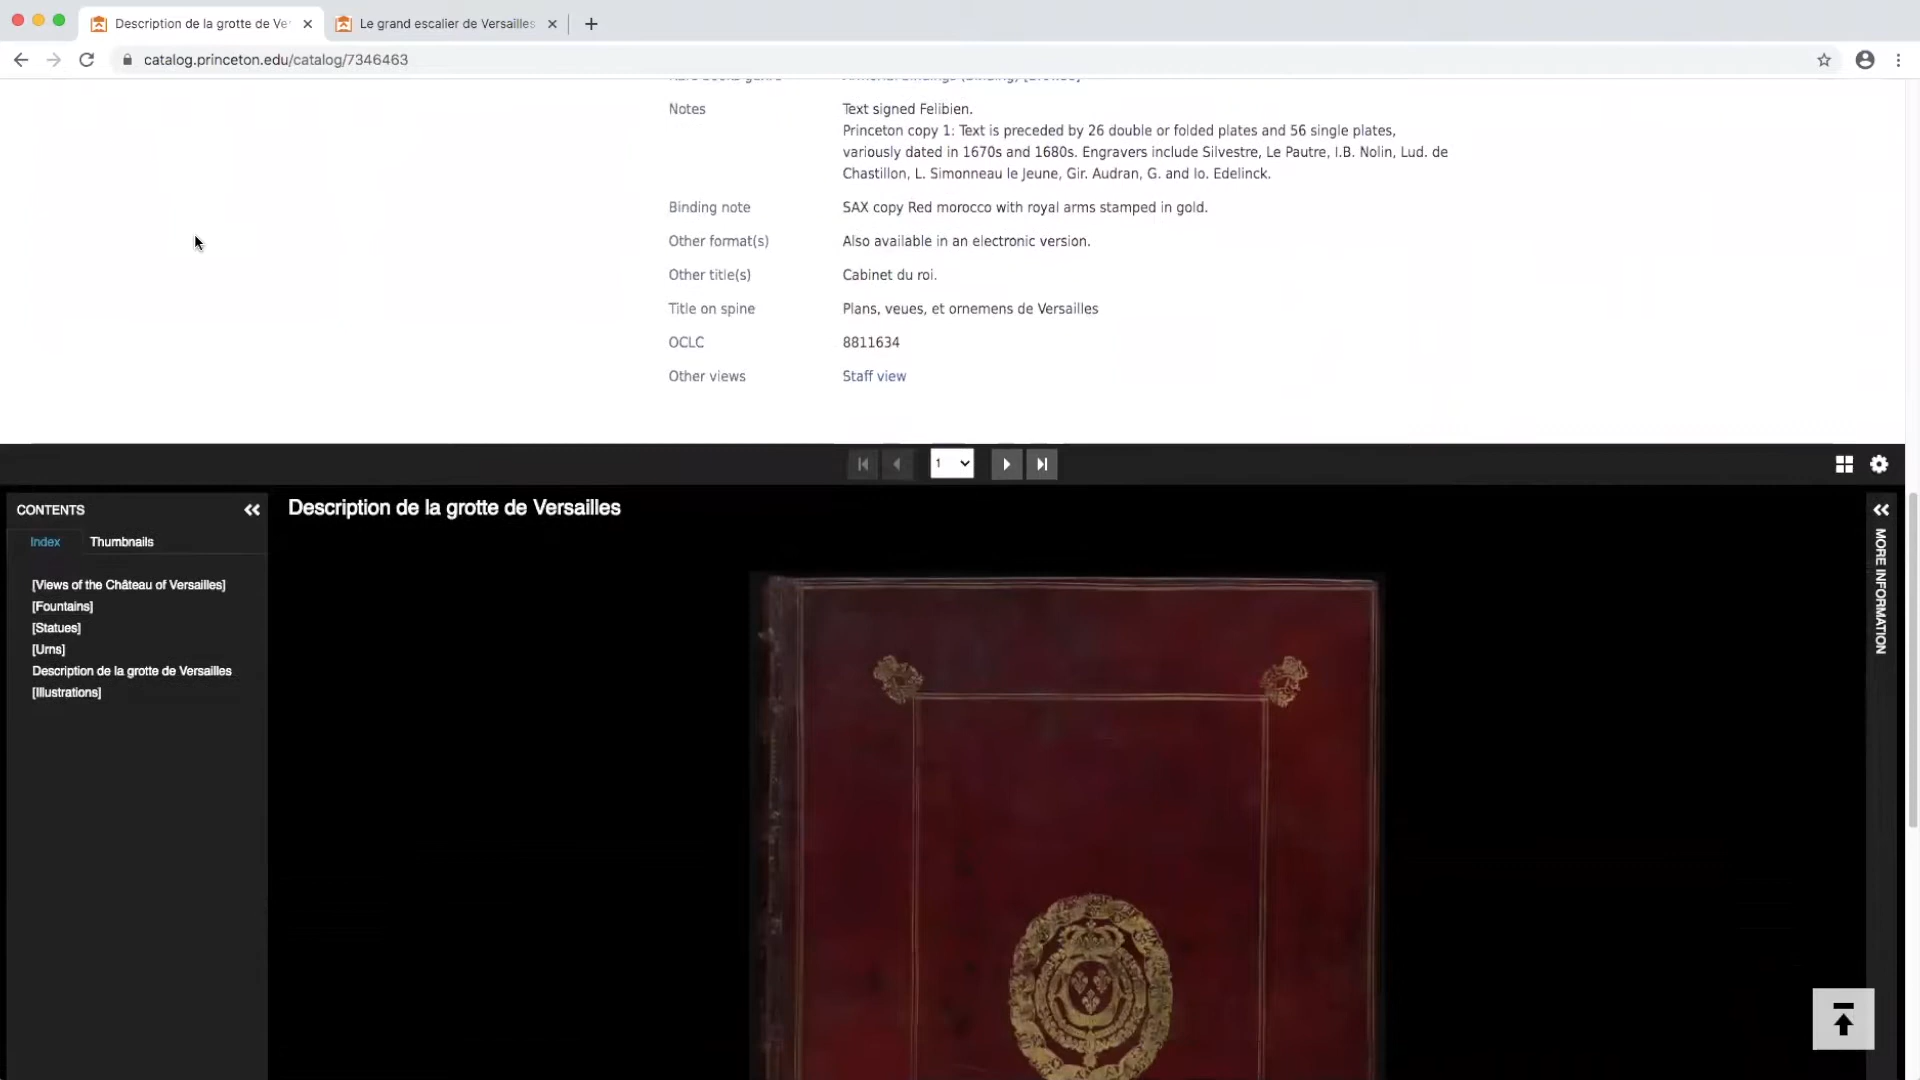 Description de la grotte de Ve
Le grand escalier de Versailles
catalog.princeton.edu/catalog/7346463
Notes
Text signed Felibien.
Princeton copy 1: Text is preceded by 26 double or folded plates and 56 single plates,
variously dated in 1670s and 1680s. Engravers include Silvestre, Le Pautre, I.B. Nolin, Lud. de
Chastillon, L. Simonneau le Jeune, Gir. Audran, G. and Io. Edelinck.
Binding note
SAX copy Red morocco with royal arms stamped in gold.
Other format(s)
Also available in an electronic version.
Other title(s)
Cabinet du roi.
Title on spine
Plans, veues, et ornemens de Versailles
OCLC
8811634
Other views
Staff view
1
CONTENTS
Description de la grotte de Versailles
Index
Thumbnails
[Views of the Château of Versailles]
[Fountains]
[Statues]
[Urns]
Description de la grotte de Versailles
[Illustrations]
MORE INFORMATION